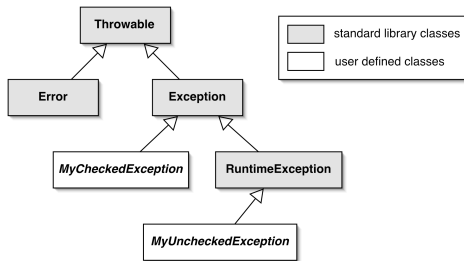 Throwable
standard library classes
user defined classes
Error
Exception
MyCheckedException
RuntimeException
MyUncheckedException